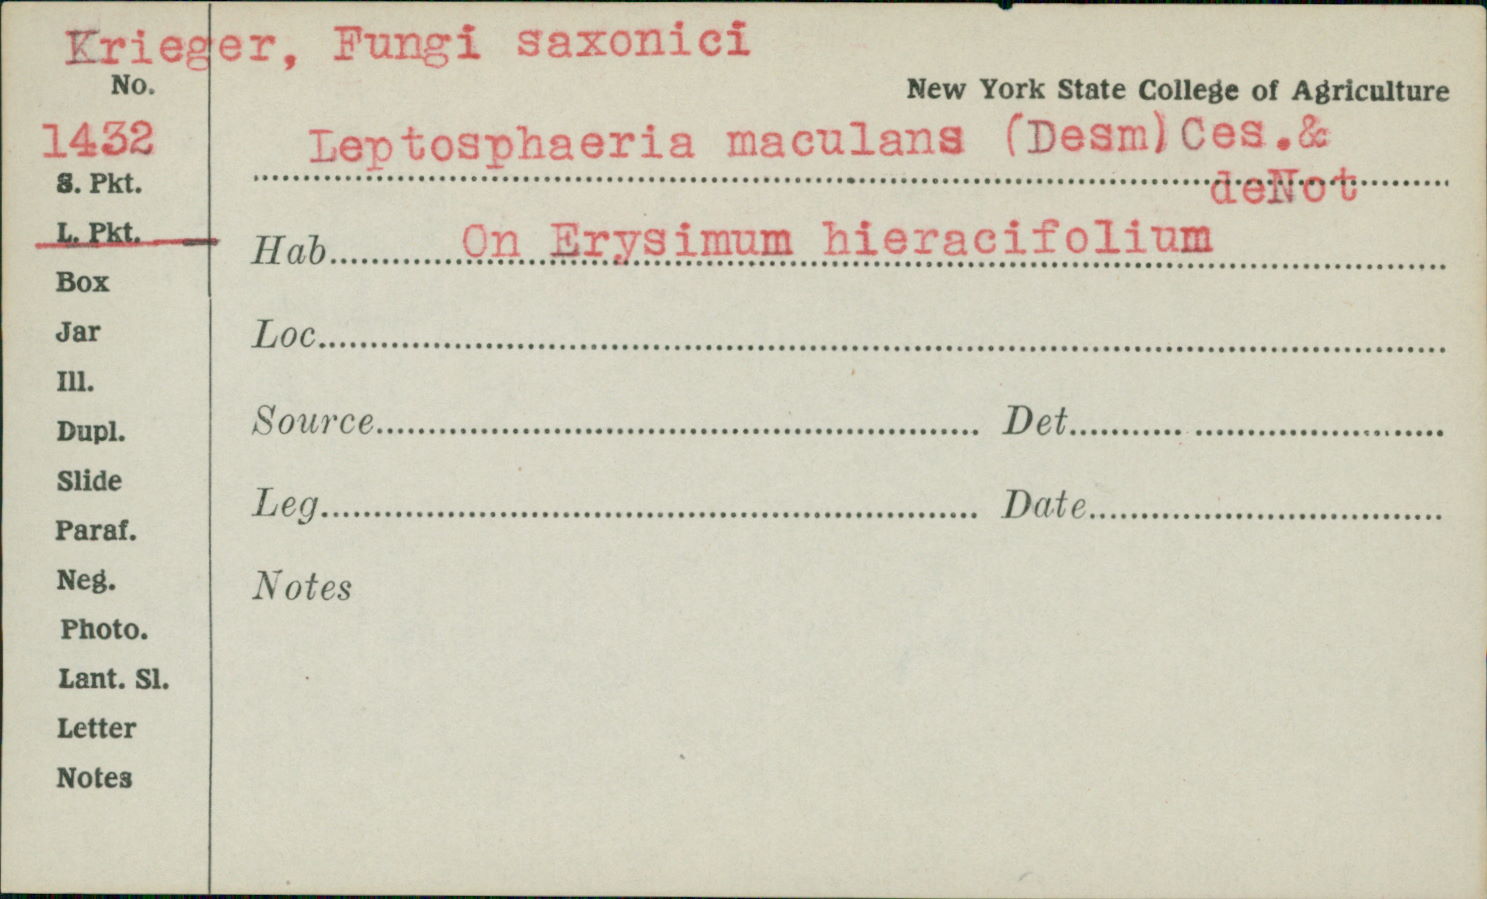 Krieger, Fungi saxonici
No.
New York State College of Agriculture
1432
Leptosphaeria maculans (Desm)Ces.&
deNot
S. Pkt.
L. Pkt.
Hab. On Erysimum hieracifolium
Box
Jar
Loc.
Ill.
Dupl.
Source Det.
Slide
Leg. Date
Paraf.
Neg.
Notes
Photo.
Lant. Sl.
Letter
Notes